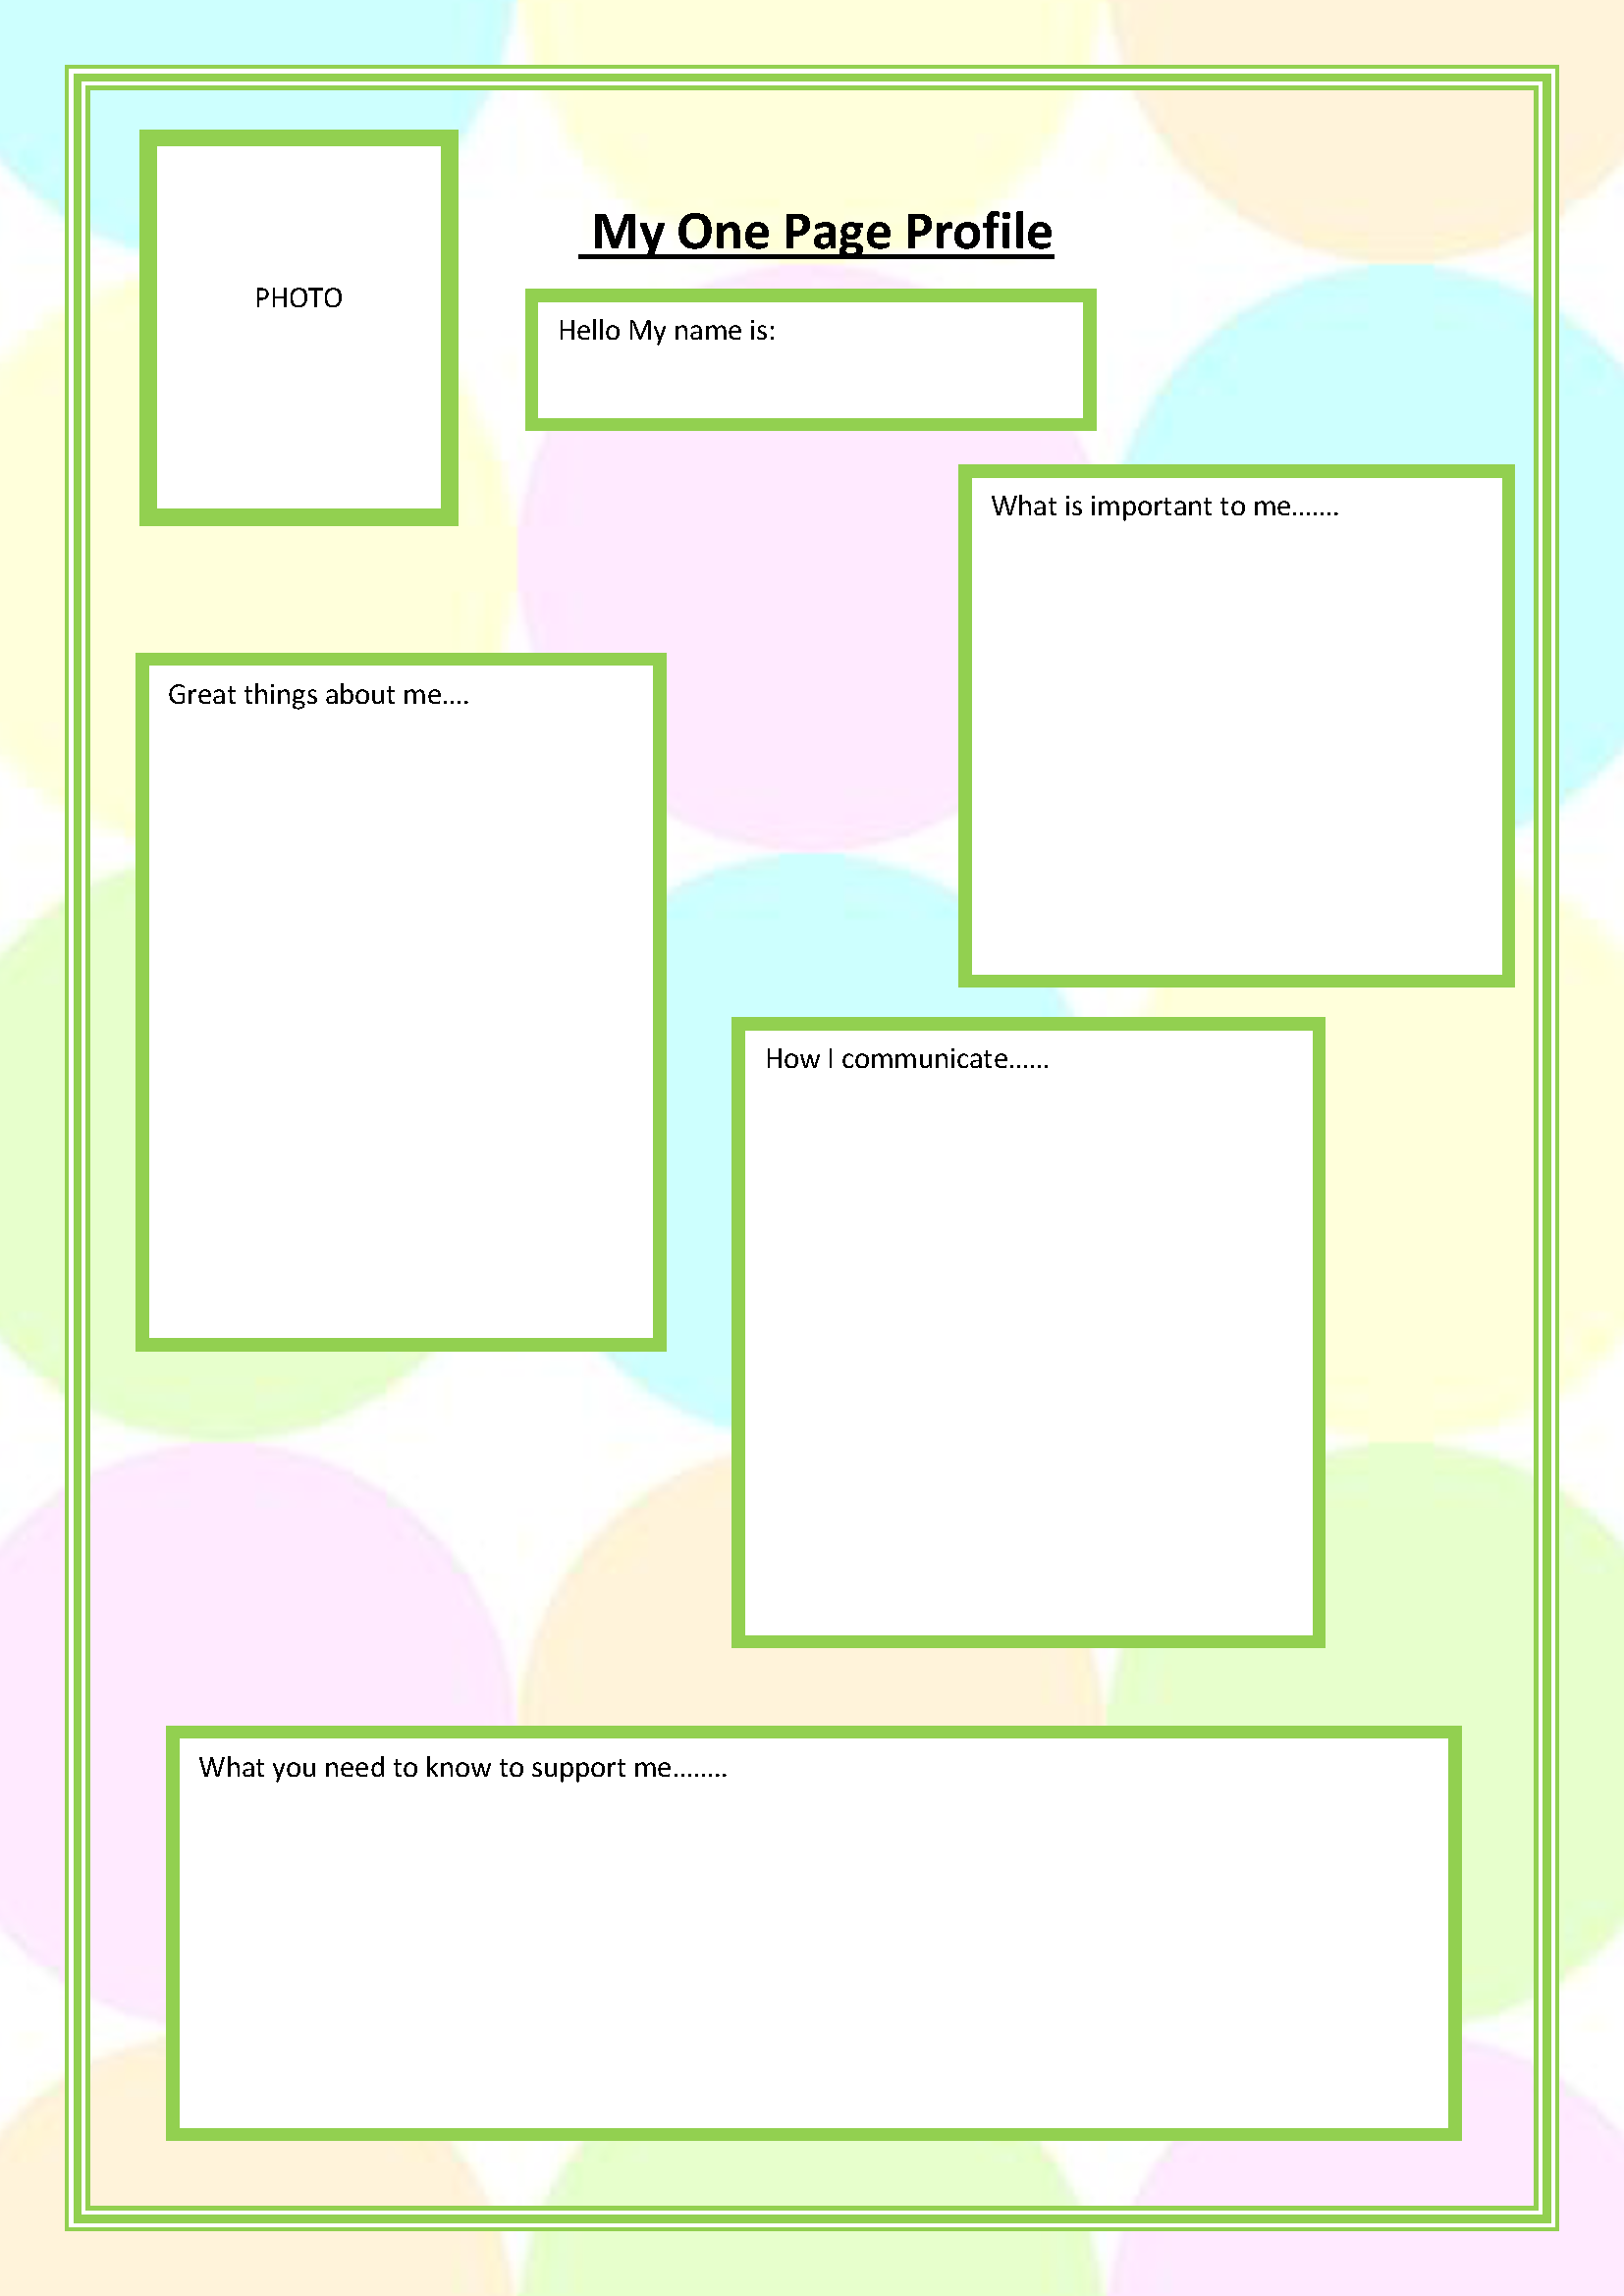 My One Page Profile
PHOTO
Hello My name is:
What is important to me.......
Great things about me....
How I communicate......
What you need to know to support me........